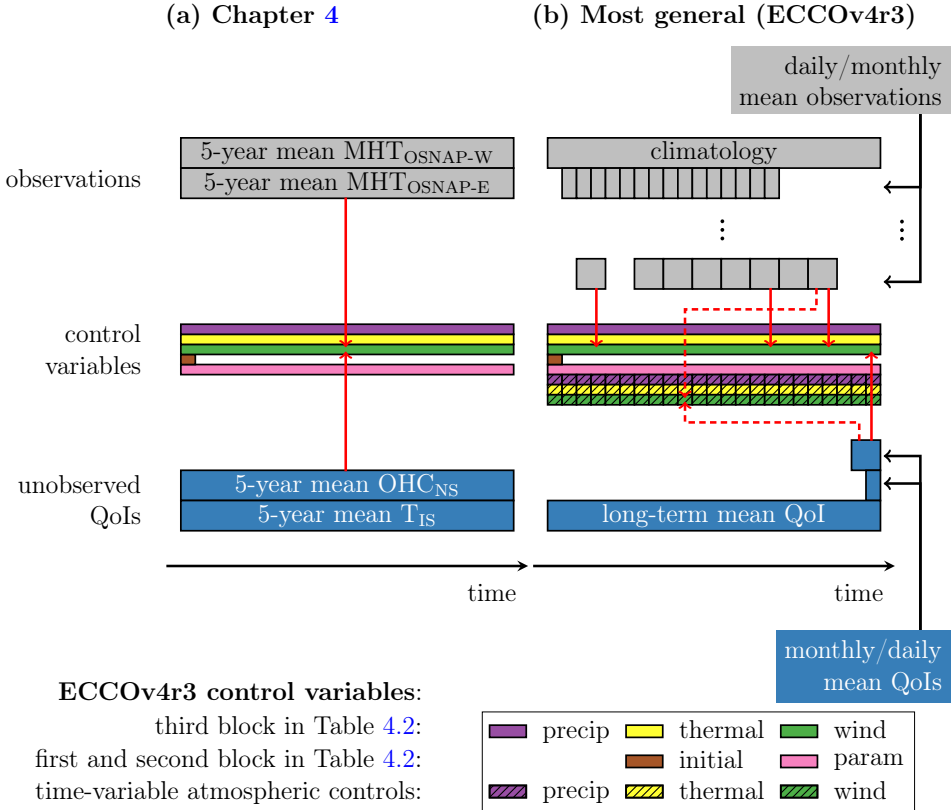 (a) Chapter 4
(b) Most general (ECCOv4r3)
daily/monthly
mean observations
observations
5-year mean MHT_OSNAP-W
5-year mean MHT_OSNAP-E
climatology
control
variables
unobserved
QoIs
5-year mean OHC_NS
5-year mean T_IS
long-term mean QoI
time
time
monthly/daily
mean QoIs
ECCOv4r3 control variables:
third block in Table 4.2:
first and second block in Table 4.2:
time-variable atmospheric controls:
precip thermal wind
initial param
precip thermal wind